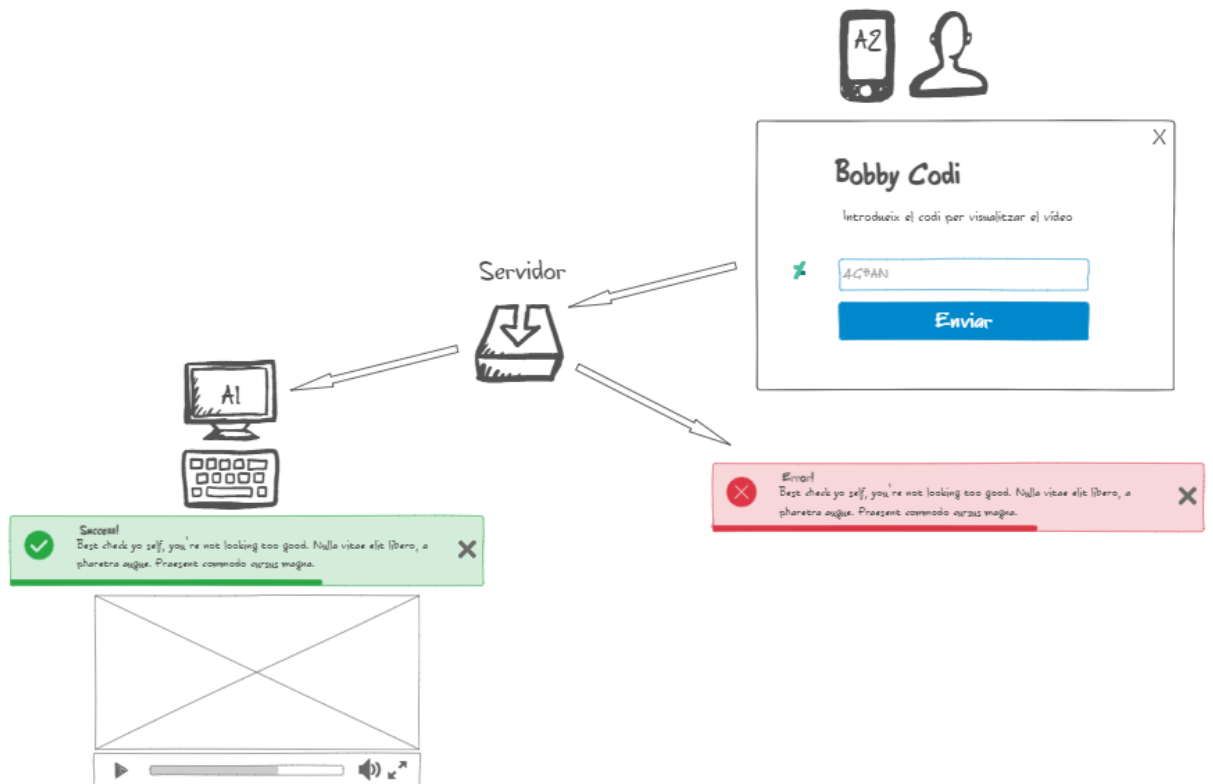 A2
X
Bobby Codi
Introdueix el codi per visualitzar el vídeo
Servidor
Enviar
A1
Error!
Best check yo self, you're not looking too good. Nulla vitae elit libero, a
pharetra augue. Praesent commodo cursus magna.
Success!
Best check yo self, you're not looking too good. Nulla vitae elit libero, a
pharetra augue. Praesent commodo cursus magna.